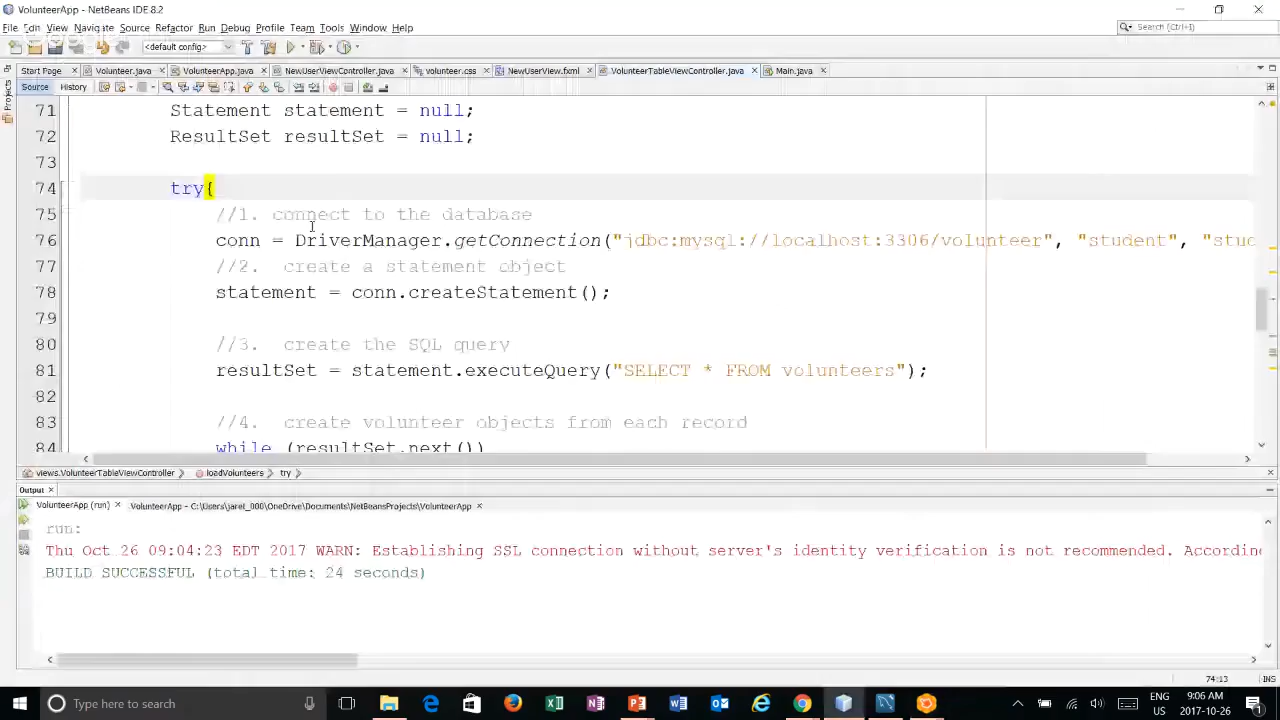 VolunteerApp - NetBeans IDE 8.2
File Edit View Navigate Source Refactor Run Debug Profile Team Tools Window Help
Search (Ctrl+I)
<default config>
Start Page Volunteer.java VolunteerApp.java NewUserViewController.java volunteer.css NewUserView.fxml VolunteerTableViewController.java Main.java
Source History
Projects
71 Statement statement = null;
72 ResultSet resultSet = null;
73
74 try{
75 //1. connect to the database
76 conn = DriverManager.getConnection("jdbc:mysql://localhost:3306/volunteer", "student", "stud
77 //2. create a statement object
78 statement = conn.createStatement();
79
80 //3. create the SQL query
81 resultSet = statement.executeQuery("SELECT * FROM volunteers");
82
83 //4. create volunteer objects from each record
84 while (resultSet.next())
views.VolunteerTableViewController loadVolunteers try
Output
VolunteerApp (run) VolunteerApp - C:\Users\jarel_000\OneDrive\Documents\NetBeansProjects\VolunteerApp
run:
Thu Oct 26 09:04:23 EDT 2017 WARN: Establishing SSL connection without server's identity verification is not recommended. According
BUILD SUCCESSFUL (total time: 24 seconds)
74:13 INS
Type here to search
ENG
US
9:06 AM
2017-10-26